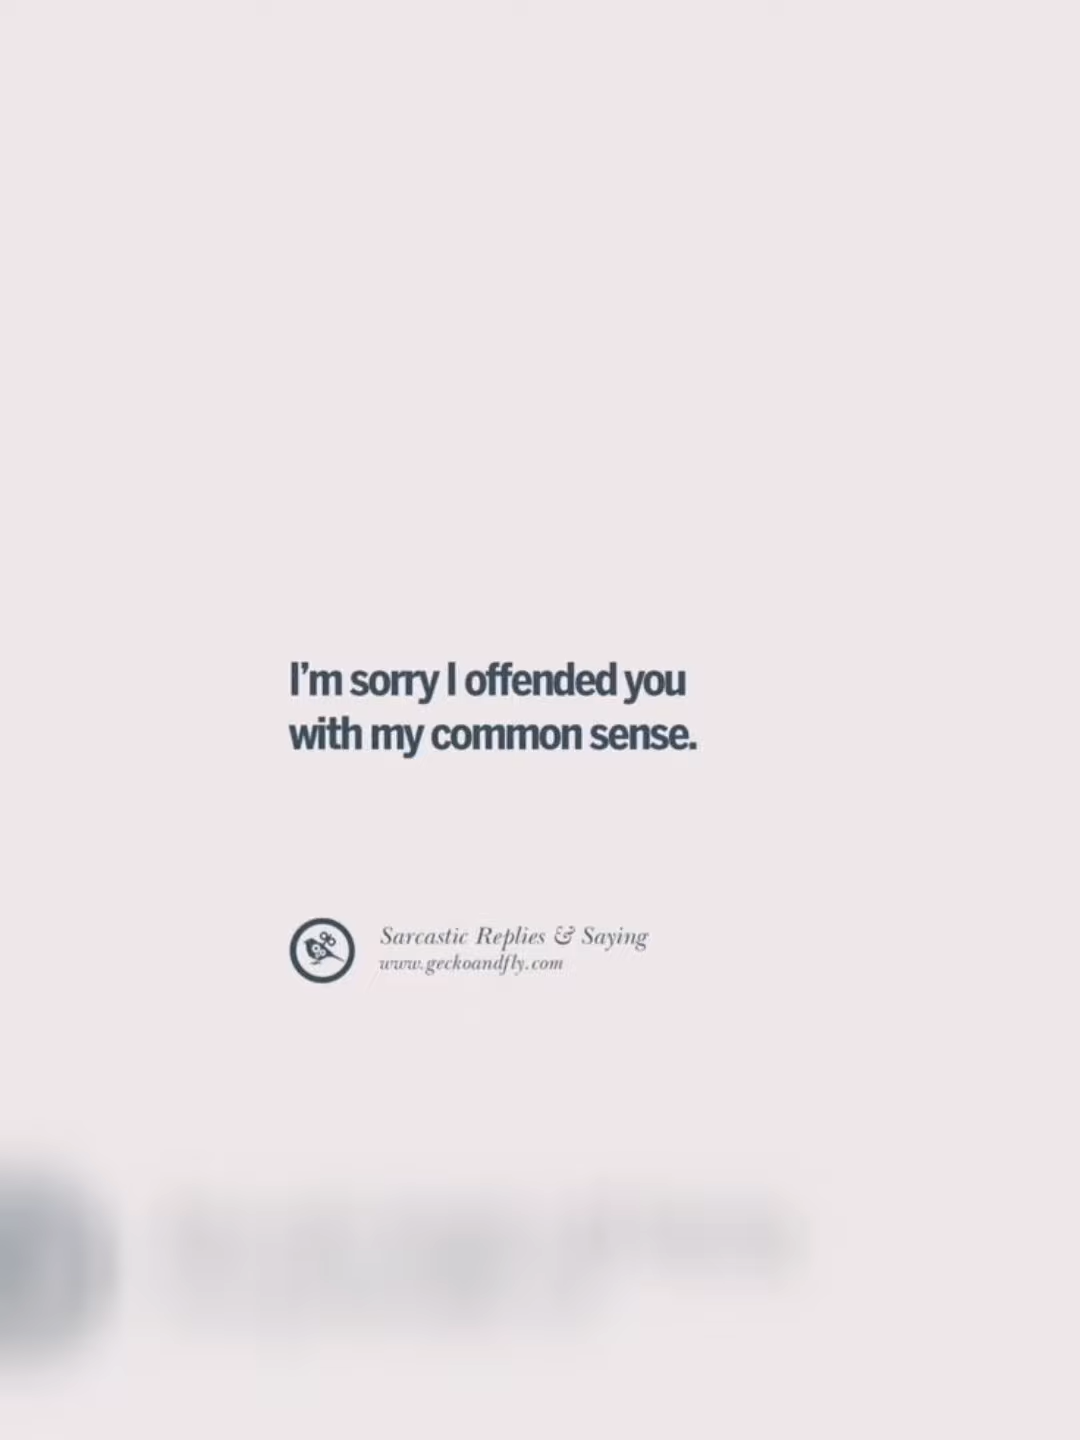 I'm sorry I offended you
with my common sense.
Sarcastic Replies & Saying
www.geckoandfly.com